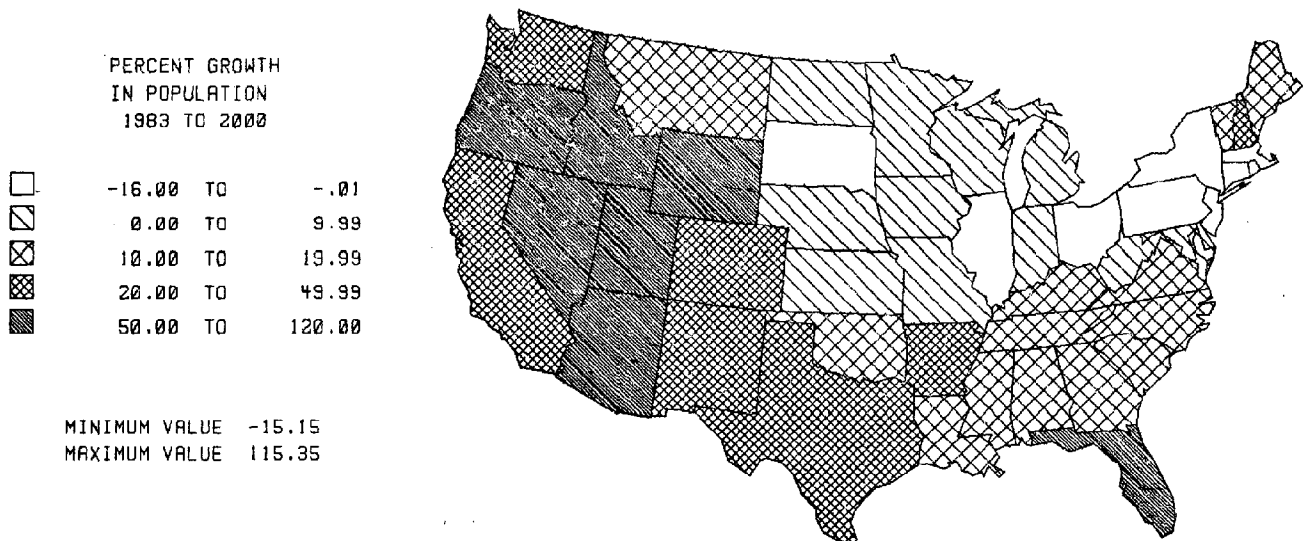 PERCENT GROWTH
IN POPULATION
1983 TO 2000
-16.00 TO -.01
0.00 TO 9.99
10.00 TO 19.99
20.00 TO 49.99
50.00 TO 120.00
MINIMUM VALUE -15.15
MAXIMUM VALUE 115.35